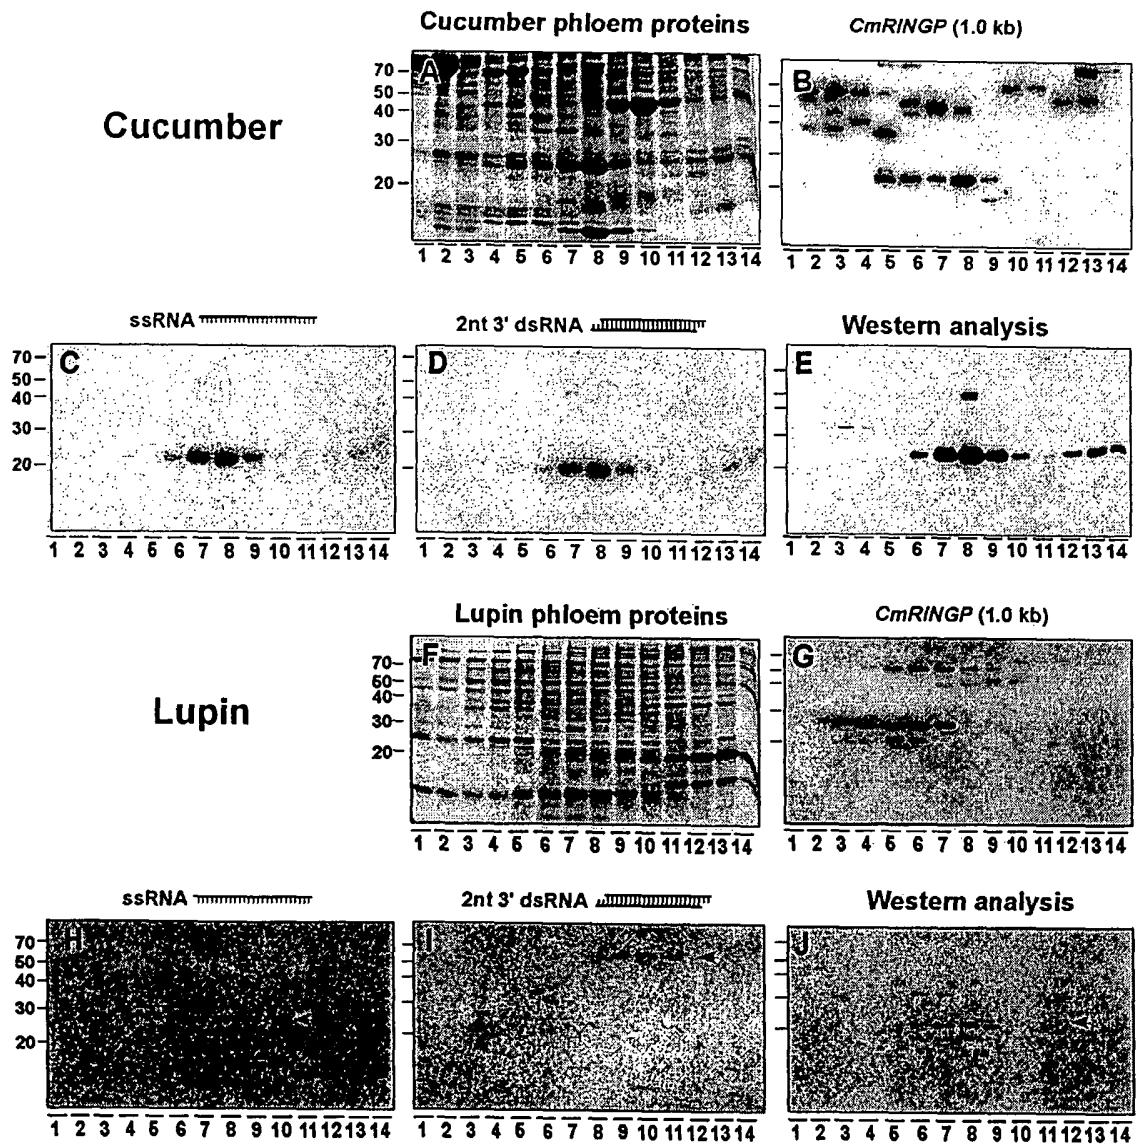 Cucumber phloem proteins
CmRINGP (1.0 kb)
Cucumber
A
70
50
40
30
20
B
1 2 3 4 5 6 7 8 9 10 11 12 13 14
1 2 3 4 5 6 7 8 9 10 11 12 13 14
ssRNA
2nt 3' dsRNA
Western analysis
C
70
50
40
30
20
D
E
1 2 3 4 5 6 7 8 9 10 11 12 13 14
1 2 3 4 5 6 7 8 9 10 11 12 13 14
1 2 3 4 5 6 7 8 9 10 11 12 13 14
Lupin phloem proteins
CmRINGP (1.0 kb)
Lupin
F
70
50
40
30
20
G
1 2 3 4 5 6 7 8 9 10 11 12 13 14
1 2 3 4 5 6 7 8 9 10 11 12 13 14
ssRNA
2nt 3' dsRNA
Western analysis
H
70
50
40
30
20
I
J
1 2 3 4 5 6 7 8 9 10 11 12 13 14
1 2 3 4 5 6 7 8 9 10 11 12 13 14
1 2 3 4 5 6 7 8 9 10 11 12 13 14